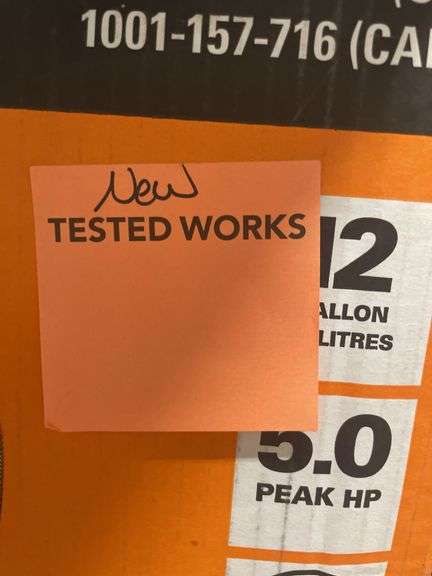 1001-157-716 (CA
New
TESTED WORKS
12
ALLON
LITRES
5.0
PEAK HP